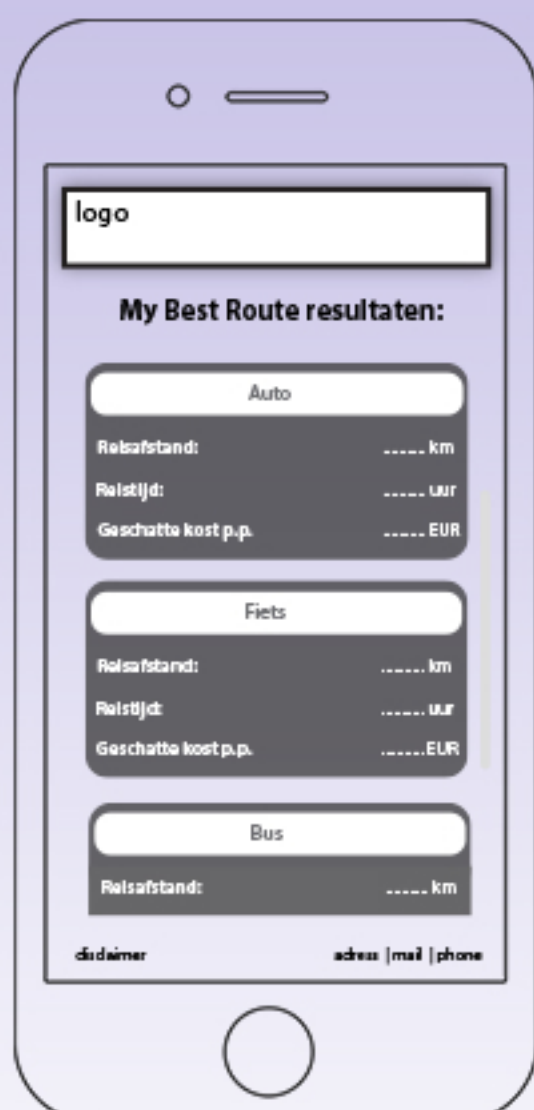 logo
My Best Route resultaten:
Auto
Reisafstand: ...... km
Reistijd: ...... uur
Geschatte kost p.p. ...... EUR
Fiets
Reisafstand: ....... km
Reistijd: ....... uur
Geschatte kost p.p. .......EUR
Bus
Reisafstand: ...... km
disclaimer adress | mail | phone